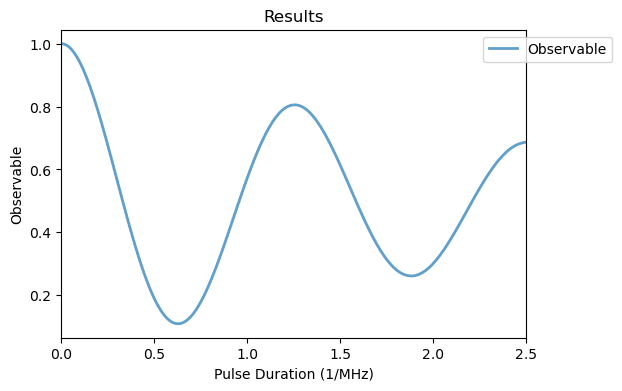 Results
Observable
1.0
0.8
0.6
0.4
0.2
Observable
0.0 0.5 1.0 1.5 2.0 2.5
Pulse Duration (1/MHz)